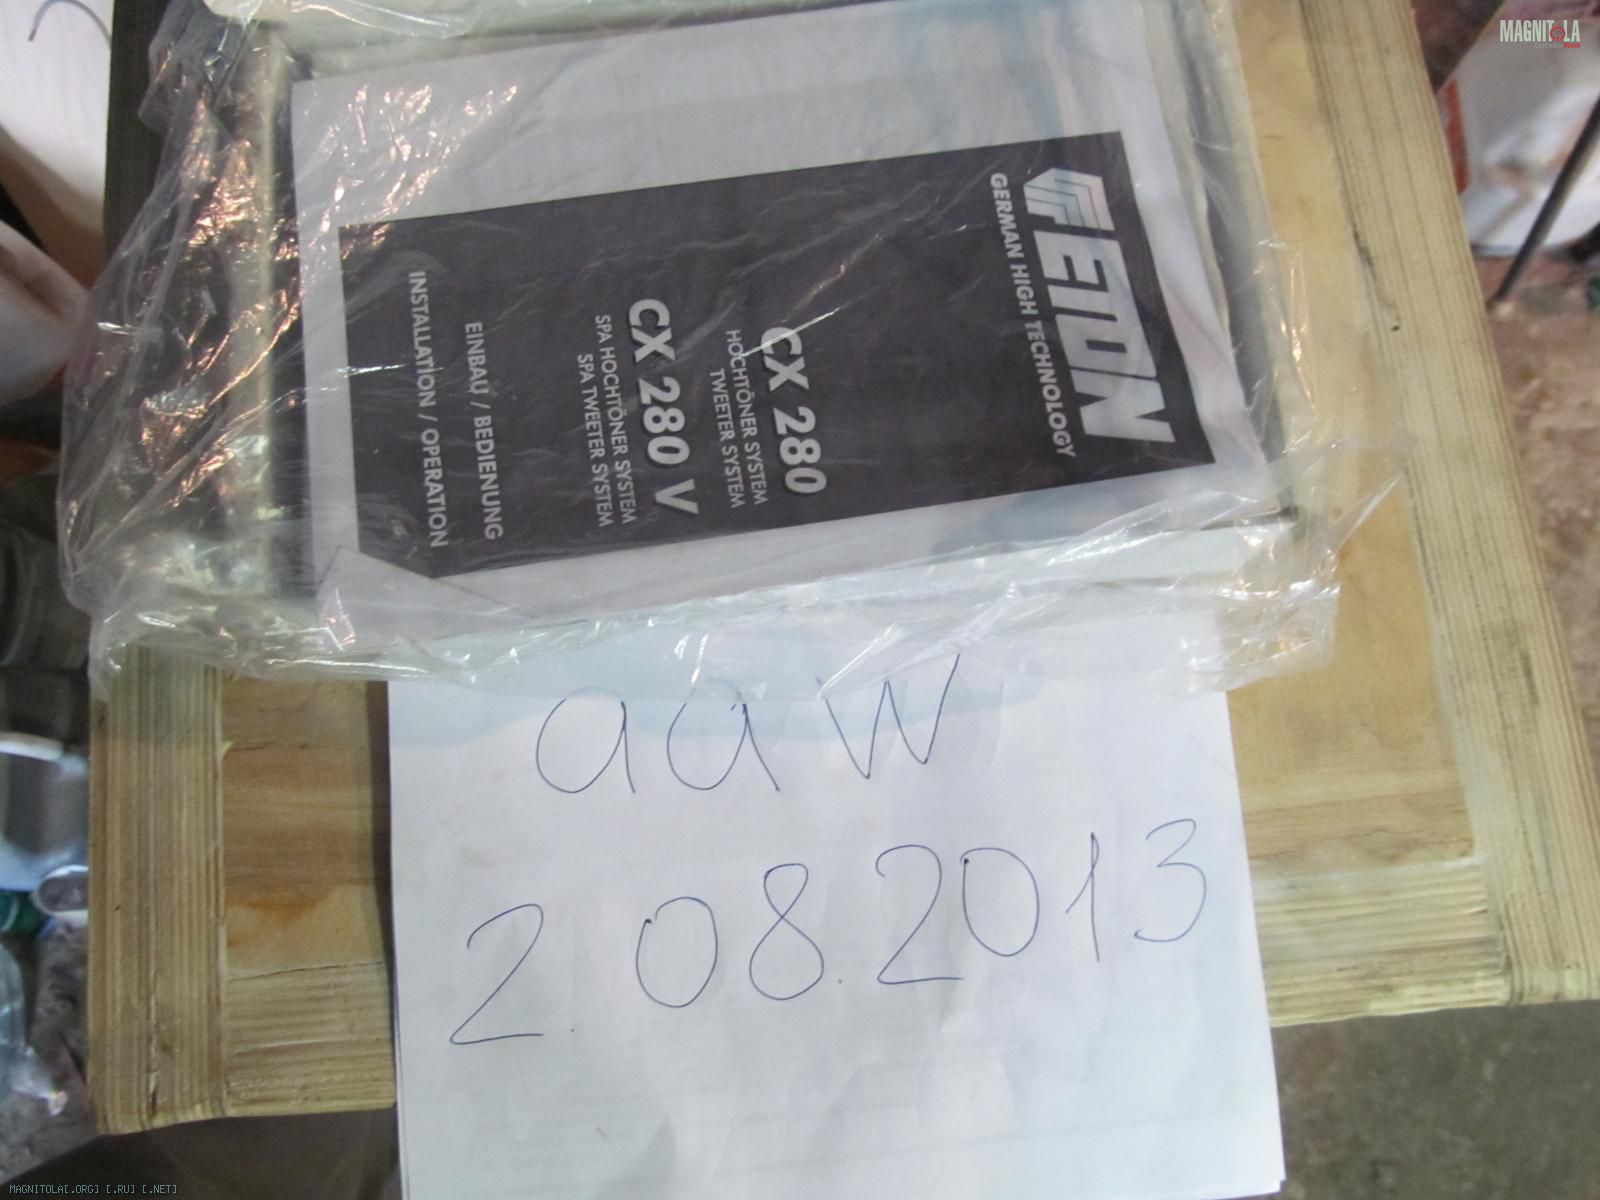 MAGNITOLA
ETON
GERMAN HIGH TECHNOLOGY
CX 280
HOCHTÖNER SYSTEM
TWEETER SYSTEM
CX 280 V
SPA HOCHTÖNER SYSTEM
SPA TWEETER SYSTEM
EINBAU / BEDIENUNG
INSTALLATION / OPERATION
aaw
2.08.2013
MAGNITOLA[.ORG] [.RU] [.NET]